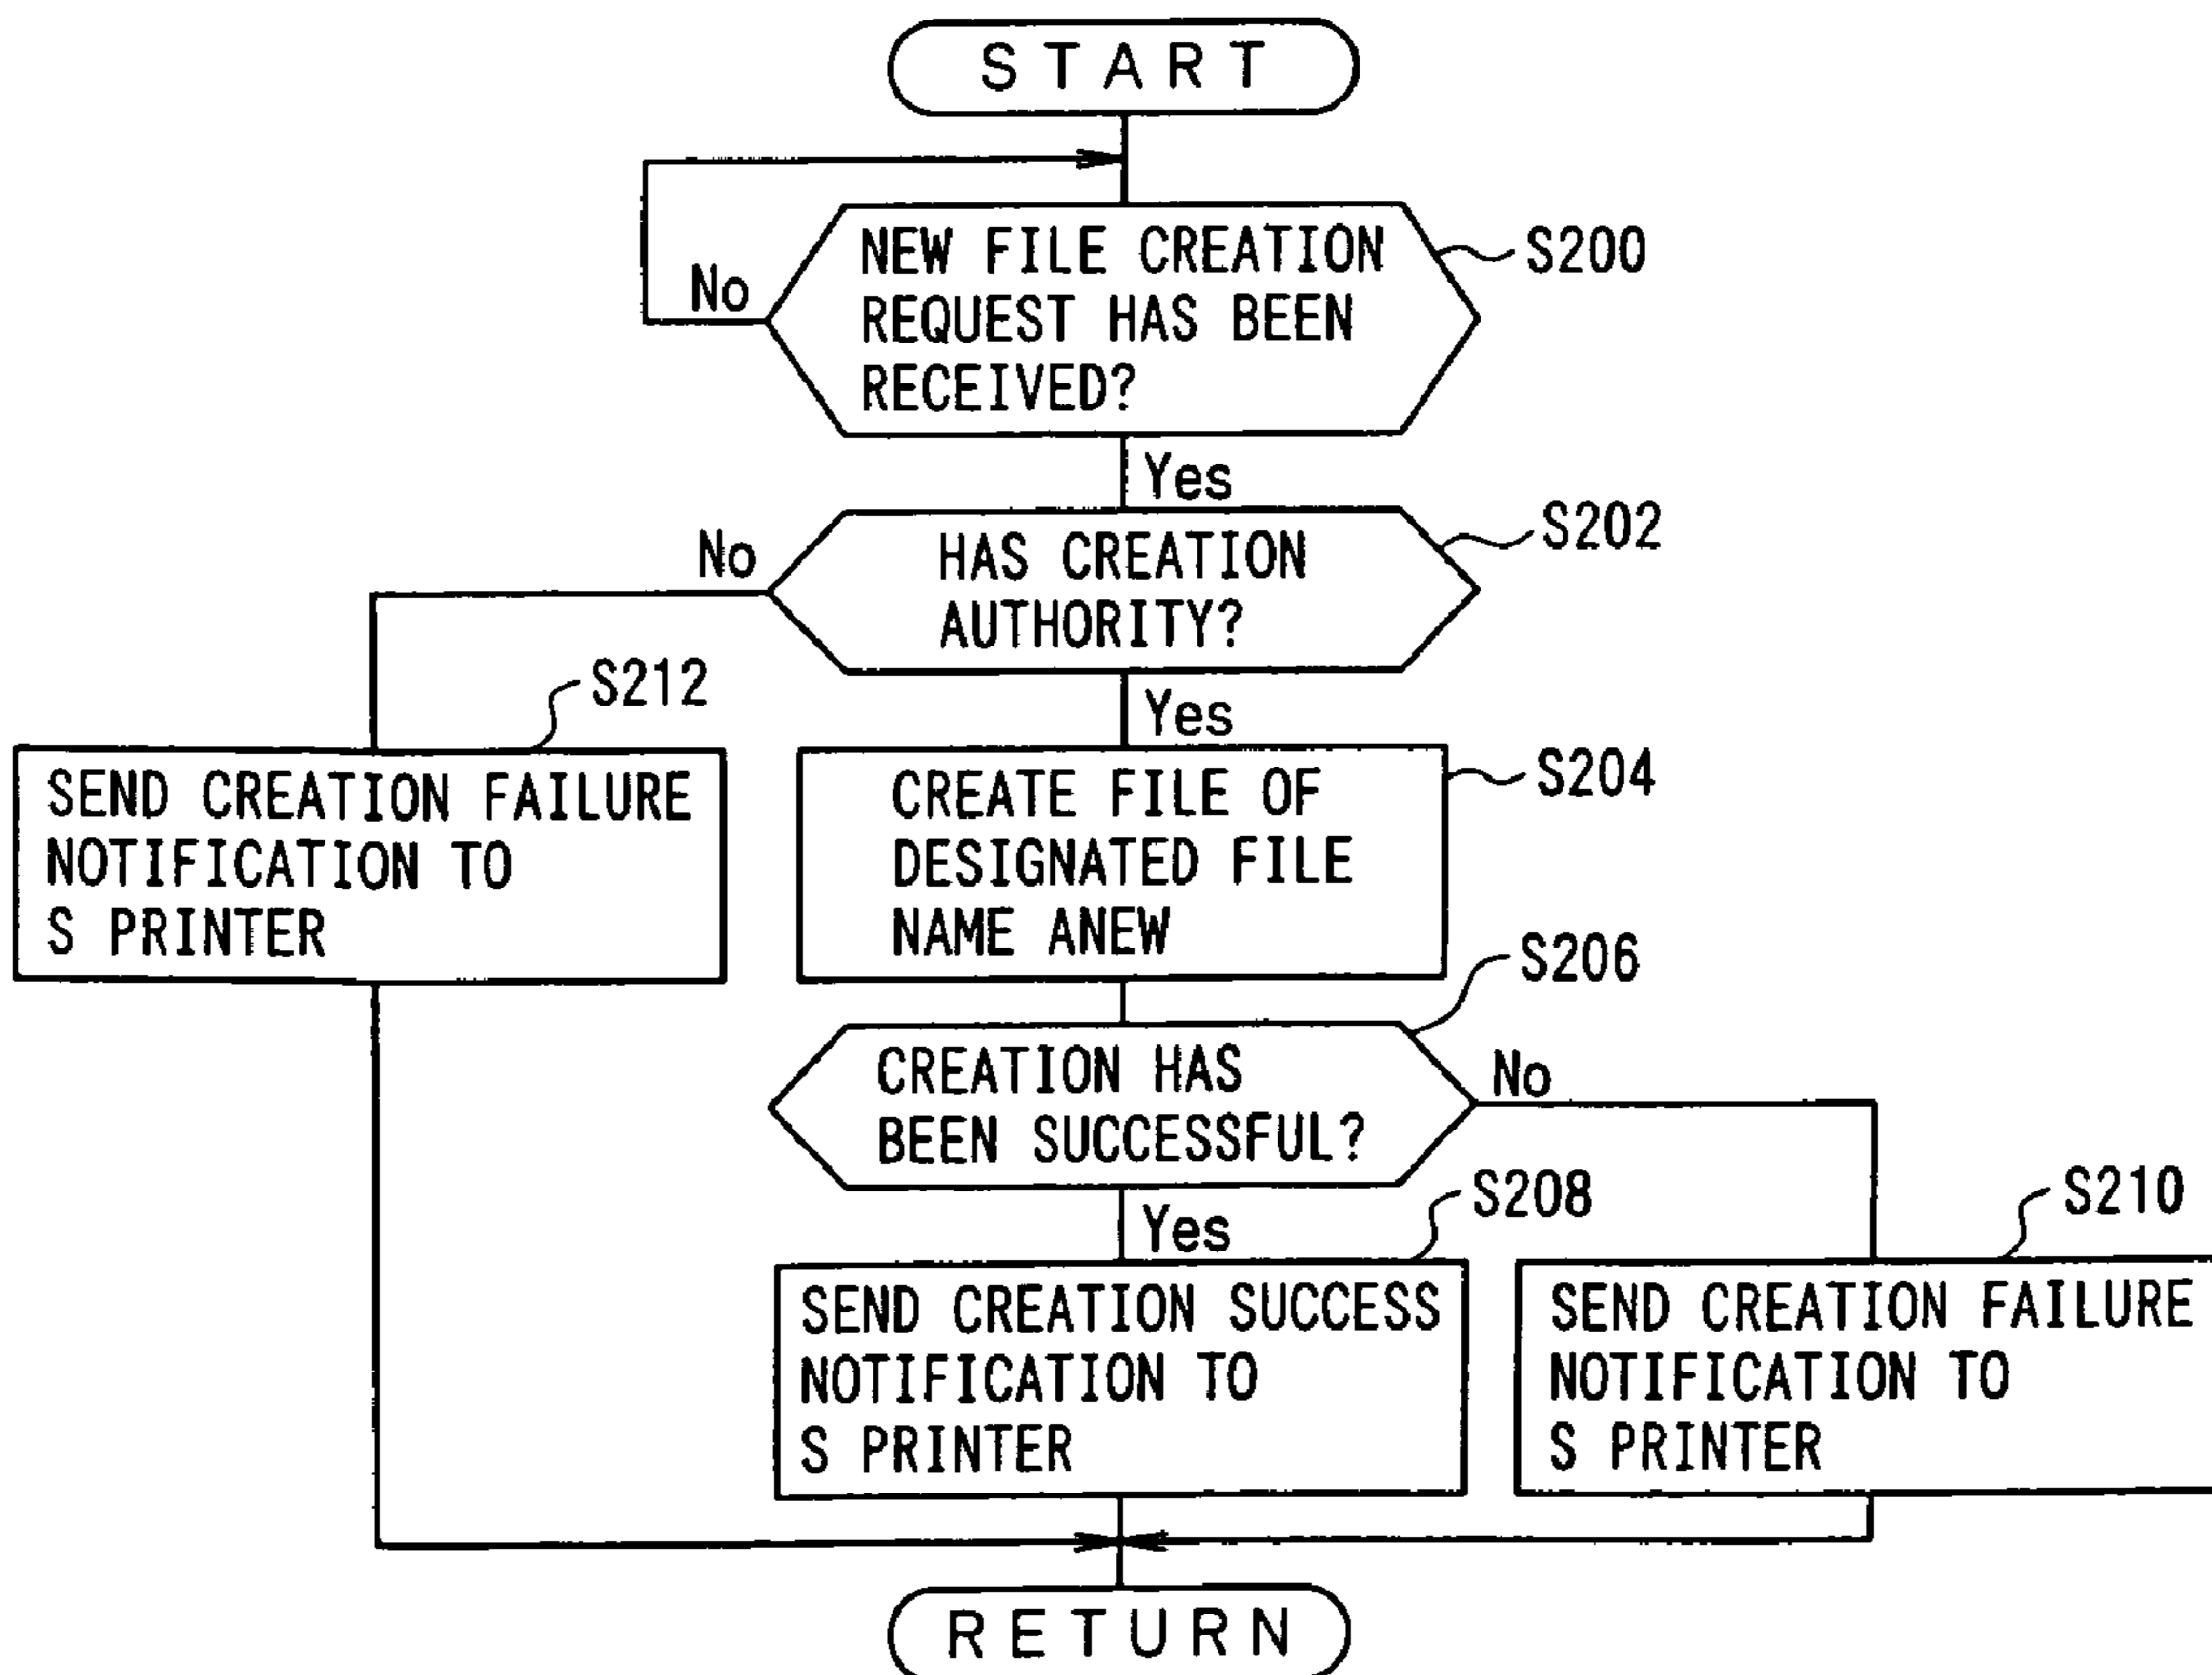 START
NEW FILE CREATION
REQUEST HAS BEEN
RECEIVED?
S200
No
Yes
HAS CREATION
AUTHORITY?
S202
No
Yes
S212
SEND CREATION FAILURE
NOTIFICATION TO
S PRINTER
CREATE FILE OF
DESIGNATED FILE
NAME ANEW
S204
CREATION HAS
BEEN SUCCESSFUL?
S206
No
Yes
S208
SEND CREATION SUCCESS
NOTIFICATION TO
S PRINTER
S210
SEND CREATION FAILURE
NOTIFICATION TO
S PRINTER
RETURN